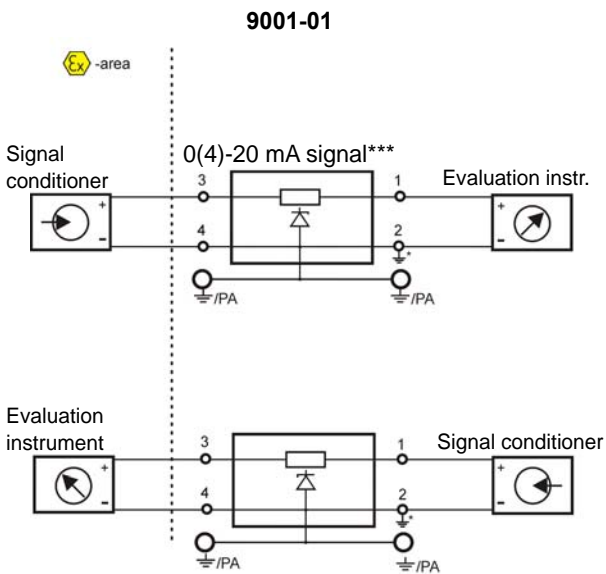 9001-01
Ex -area
Signal
conditioner
0(4)-20 mA signal***
Evaluation instr.
3
1
+
-
+
-
4
2
*
/PA
/PA
Evaluation
instrument
Signal conditioner
3
1
+
-
+
-
4
2
*
/PA
/PA